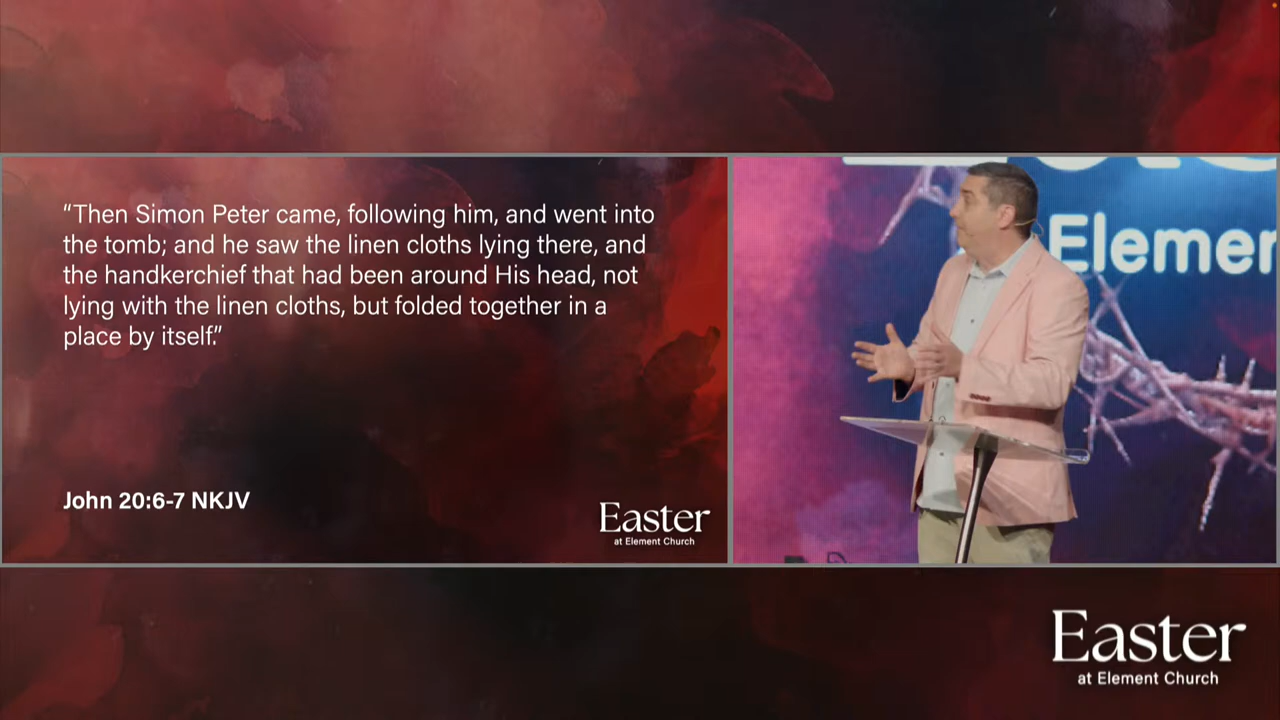 “Then Simon Peter came, following him, and went into
the tomb; and he saw the linen cloths lying there, and
the handkerchief that had been around His head, not
lying with the linen cloths, but folded together in a
place by itself.”
John 20:6-7 NKJV
Easter
at Element Church
Elemen
Easter
at Element Church